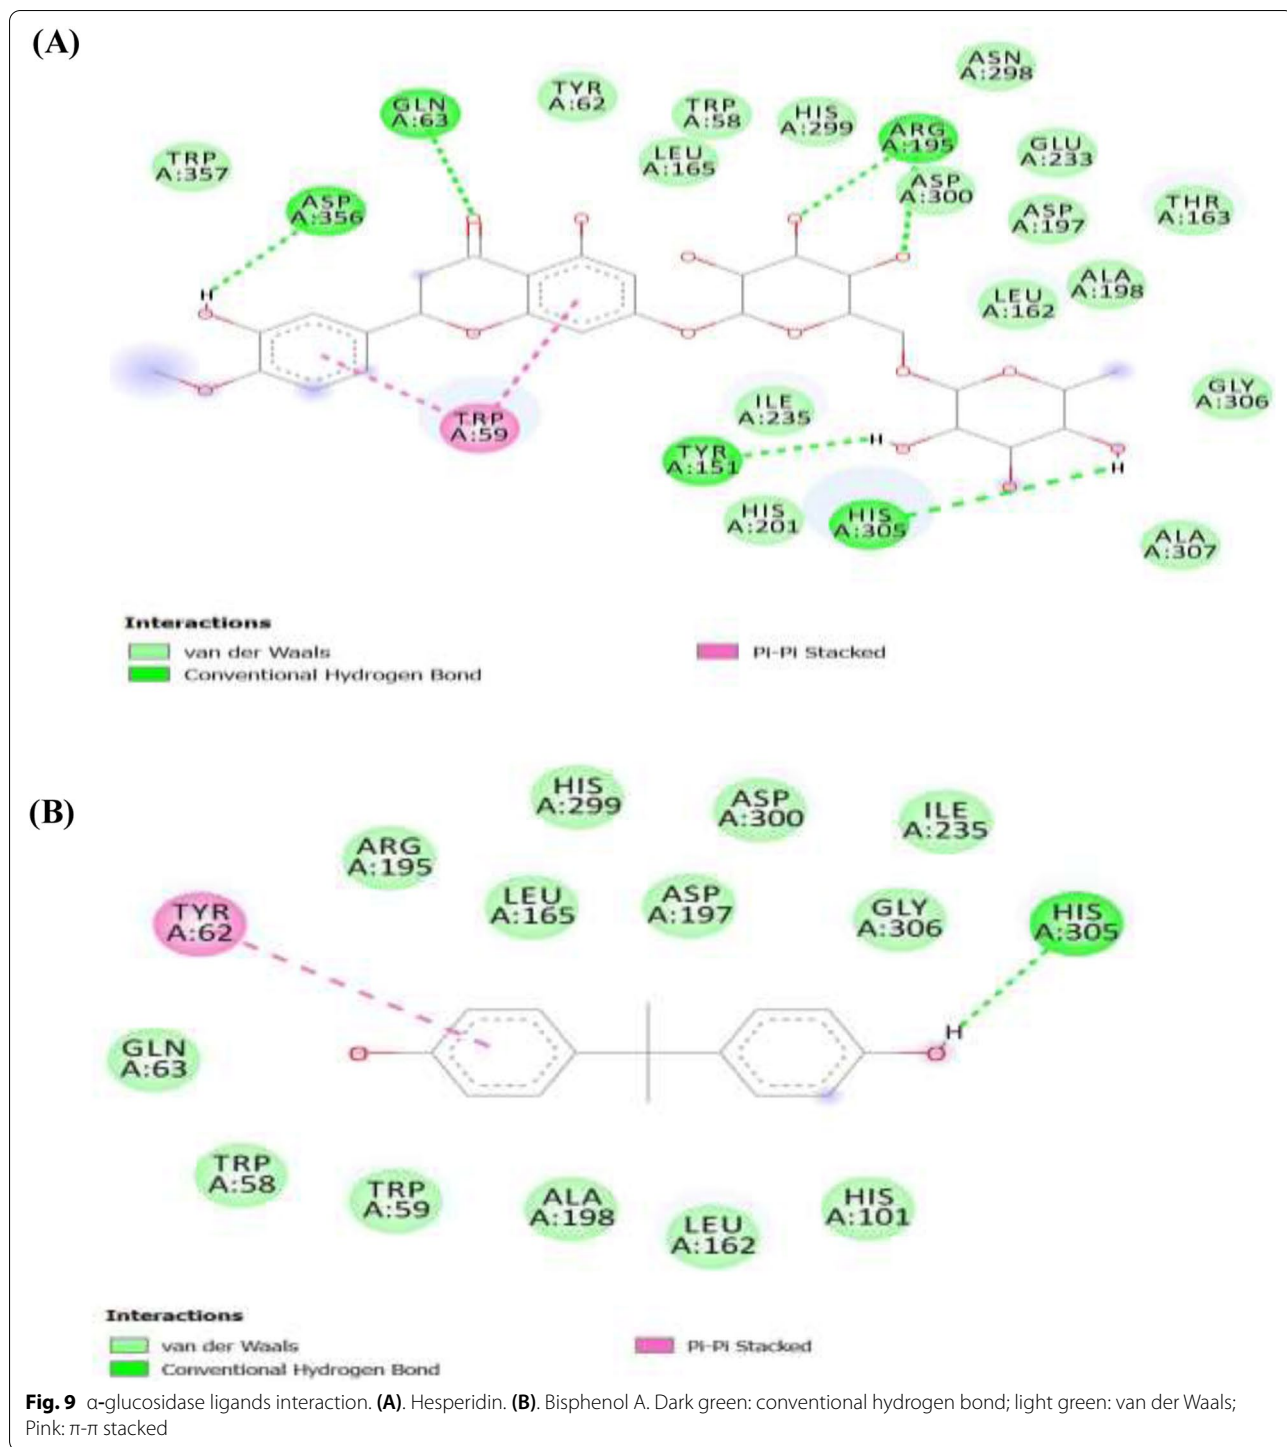 (A)
ASN
A:298
TYR
A:62
GLN
A:63
TRP
A:58
HIS
A:299
ARG
A:195
LEU
A:165
GLU
A:233
TRP
A:357
ASP
A:300
ASP
A:356
ASP
A:197
THR
A:163
LEU
A:162
ALA
A:198
H
O
O
O
O
O
O
O
O
O
O
O
O
GLY
A:306
ILE
A:235
TRP
A:59
TYR
A:151
H
O
O
O
H
HIS
A:201
HIS
A:305
ALA
A:307
Interactions
van der Waals
Conventional Hydrogen Bond
Pi-Pi Stacked
(B)
HIS
A:299
ASP
A:300
ILE
A:235
ARG
A:195
LEU
A:165
ASP
A:197
GLY
A:306
HIS
A:305
TYR
A:62
H
O
O
GLN
A:63
TRP
A:58
TRP
A:59
ALA
A:198
LEU
A:162
HIS
A:101
Interactions
van der Waals
Conventional Hydrogen Bond
Pi-Pi Stacked
Fig. 9 α-glucosidase ligands interaction. (A). Hesperidin. (B). Bisphenol A. Dark green: conventional hydrogen bond; light green: van der Waals;
Pink: π-π stacked